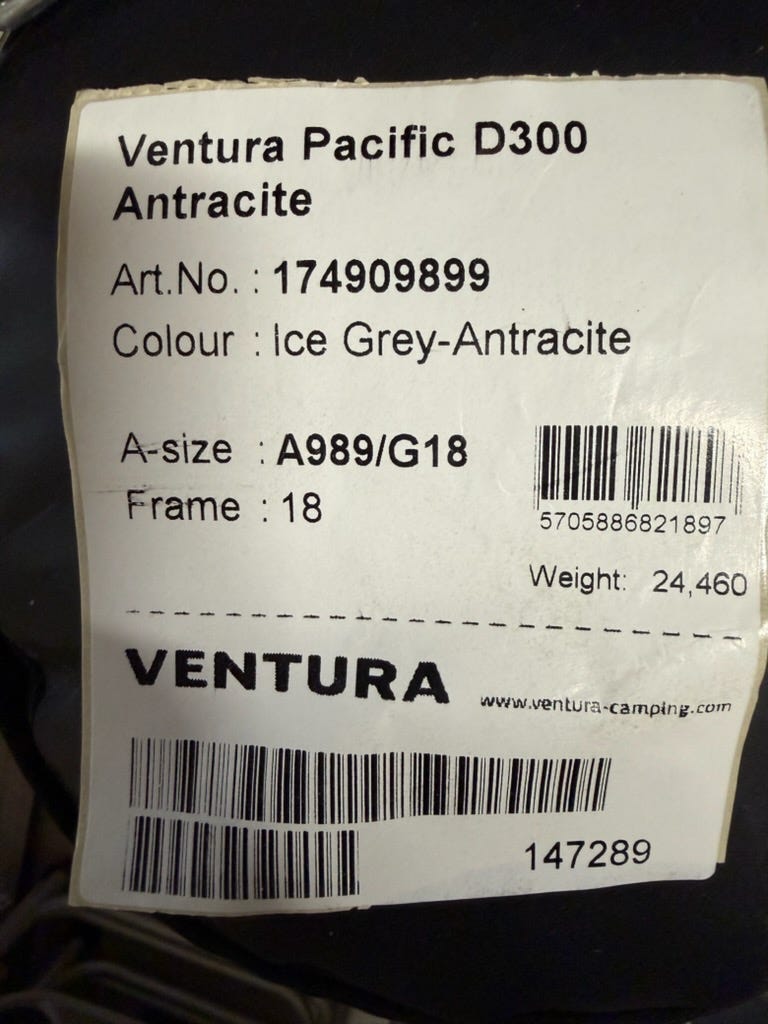 Ventura Pacific D300
Antracite
Art.No. : 174909899
Colour : Ice Grey-Antracite
A-size : A989/G18
Frame : 18
5705886821897
Weight: 24,460
VENTURA
www.ventura-camping.com
147289